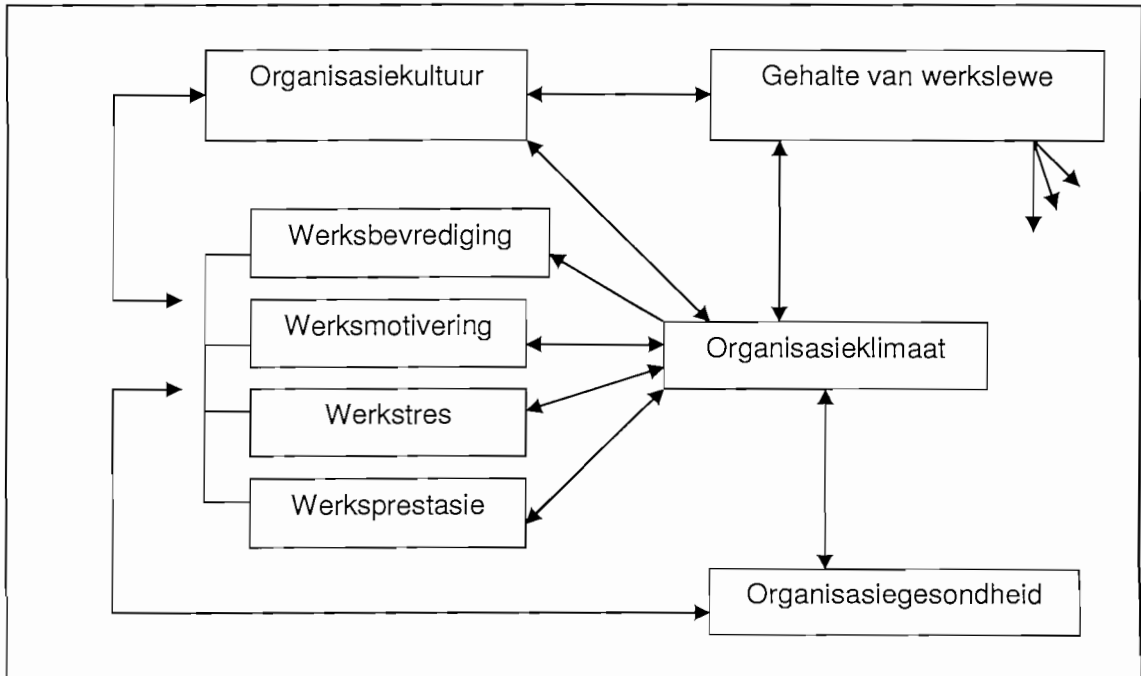 Organisasiekultuur
Gehalte van werkslewe
Werksbevrediging
Werksmotivering
Organisasieklimaat
Werkstres
Werksprestasie
Organisasiegesondheid